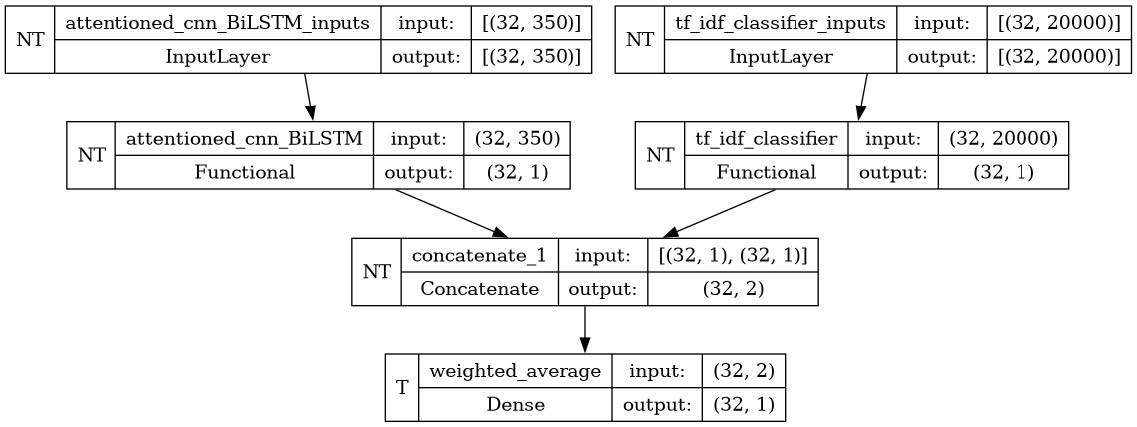 NT attentioned_cnn_BiLSTM_inputs input: [(32, 350)]
InputLayer output: [(32, 350)]
NT tf_idf_classifier_inputs input: [(32, 20000)]
InputLayer output: [(32, 20000)]
NT attentioned_cnn_BiLSTM input: (32, 350)
Functional output: (32, 1)
NT tf_idf_classifier input: (32, 20000)
Functional output: (32, 1)
NT concatenate_1 input: [(32, 1), (32, 1)]
Concatenate output: (32, 2)
T weighted_average input: (32, 2)
Dense output: (32, 1)